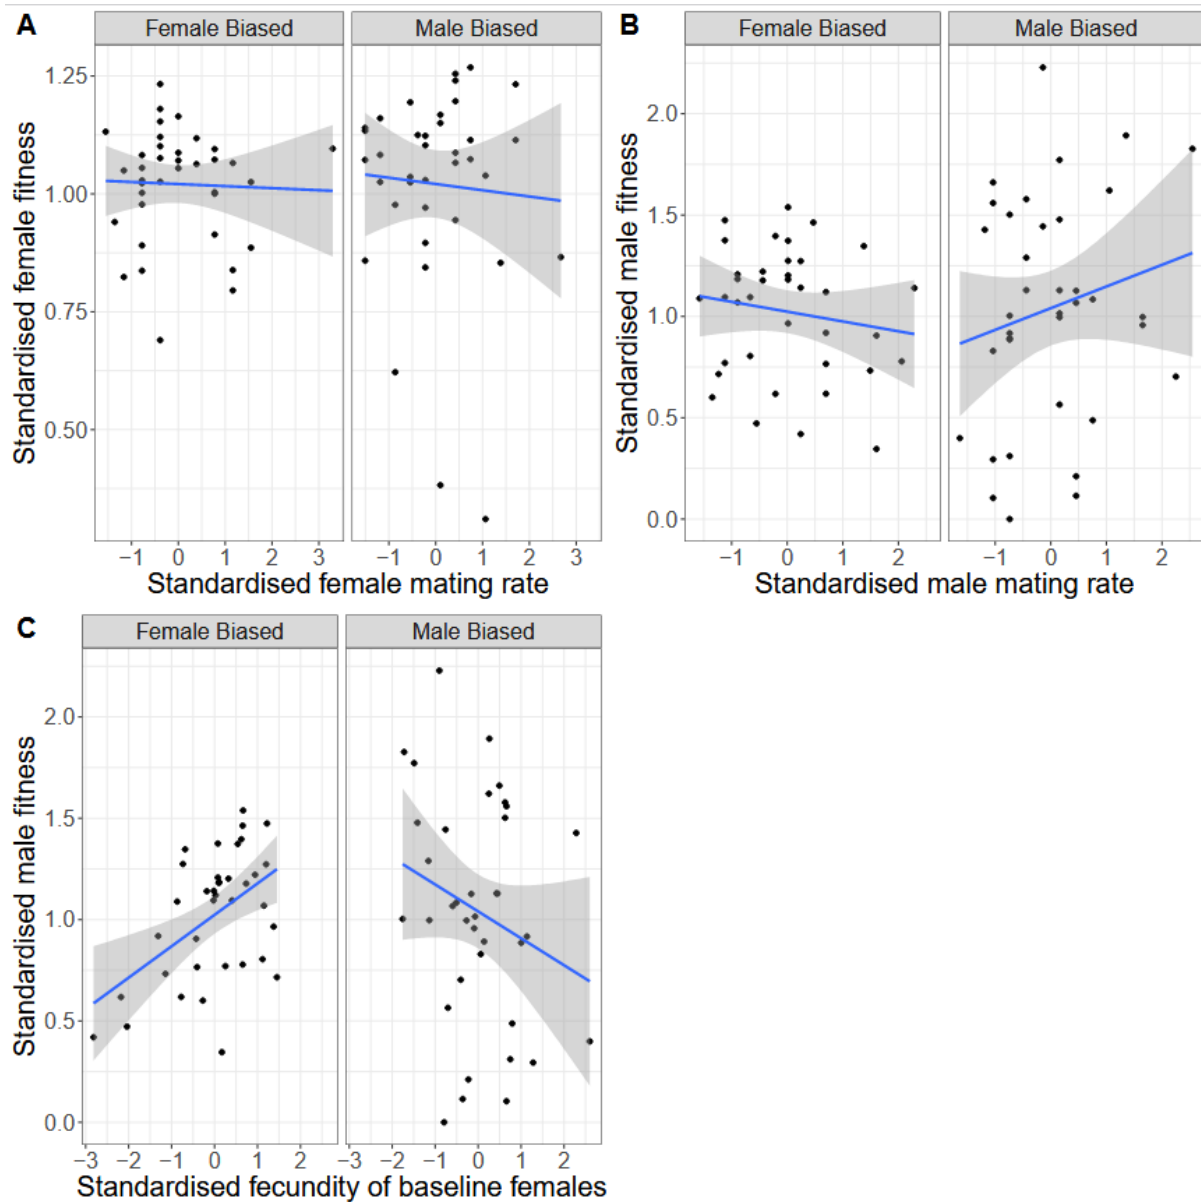 A
Female Biased
Male Biased
1.25
1.00
0.75
0.50
Standardised female fitness
−1 0 1 2 3
−1 0 1 2 3
Standardised female mating rate
B
Female Biased
Male Biased
2.0
1.5
1.0
0.5
0.0
Standardised male fitness
−1 0 1 2
−1 0 1 2
Standardised male mating rate
C
Female Biased
Male Biased
2.0
1.5
1.0
0.5
0.0
Standardised male fitness
−3 −2 −1 0 1 2
−3 −2 −1 0 1 2
Standardised fecundity of baseline females